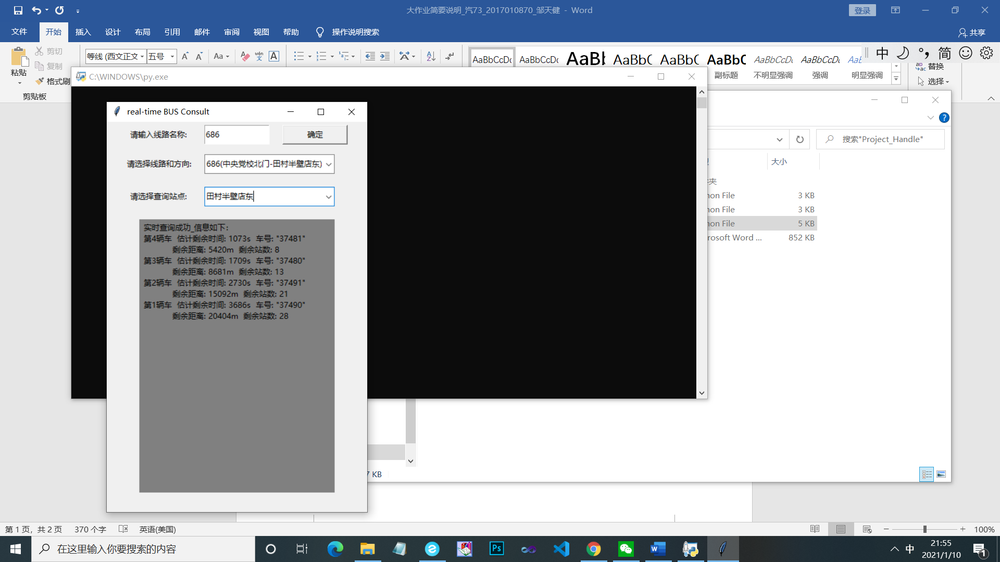 大作业简要说明_汽73_2017010870_邹天健 - Word
登录
文件 开始 插入 设计 布局 引用 邮件 审阅 视图 帮助 操作说明搜索 共享
粘贴
剪切
复制
格式刷
剪贴板
等线 (西文正文 五号
Aa
wén
文
A
AaBbCcDc AaBbCcDc AaBb AaBbC AaBbC AaBbC AaBbCcDc AaBbCcDc
副标题 不明显强调 强调 明显强调
中 简
替换
选择
C:\WINDOWS\py.exe
real-time BUS Consult
请输入线路名称: 686 确定
请选择线路和方向: 686(中央党校北门-田村半壁店东)
请选择查询站点: 田村半壁店东
实时查询成功_信息如下:
第4辆车 估计剩余时间: 1073s 车号: "37481"
剩余距离: 5420m 剩余站数: 8
第3辆车 估计剩余时间: 1709s 车号: "37480"
剩余距离: 8681m 剩余站数: 13
第2辆车 估计剩余时间: 2730s 车号: "37491"
剩余距离: 15092m 剩余站数: 21
第1辆车 估计剩余时间: 3686s 车号: "37490"
剩余距离: 20404m 剩余站数: 28
搜索"Project_Handle"
大小
夹
hon File 3 KB
hon File 3 KB
hon File 5 KB
rosoft Word ... 852 KB
7 KB
第 1 页，共 2 页 370 个字 英语(美国) 100%
在这里输入你要搜索的内容
Ps
中
21:55
2021/1/10
1